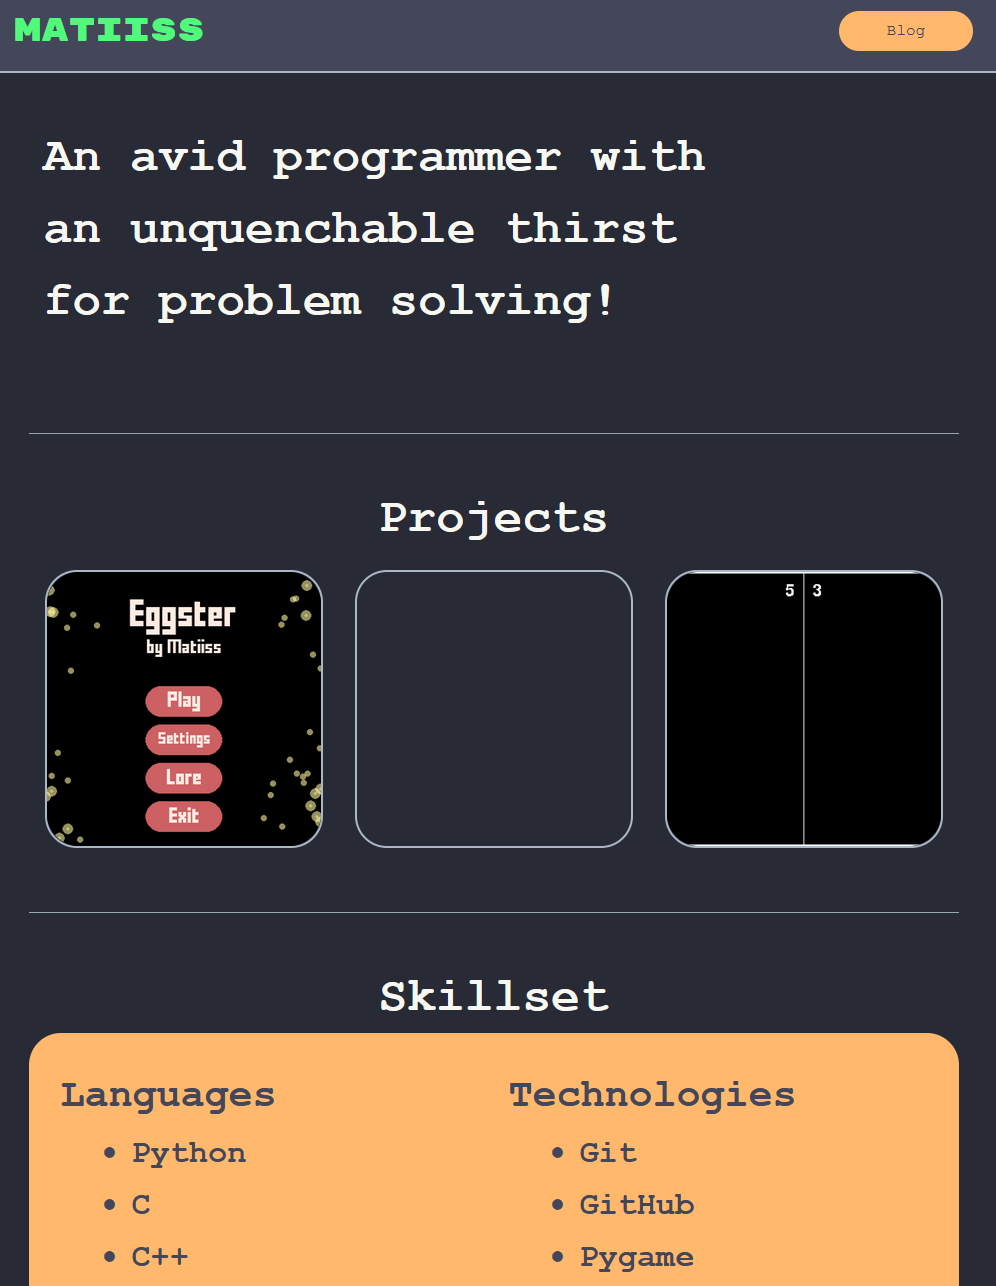 MATIISS
Blog
An avid programmer with
an unquenchable thirst
for problem solving!
Projects
Eggster
by Matiiss
Play
Settings
Lore
Exit
5 3
Skillset
Languages
• Python
• C
• C++
Technologies
• Git
• GitHub
• Pygame